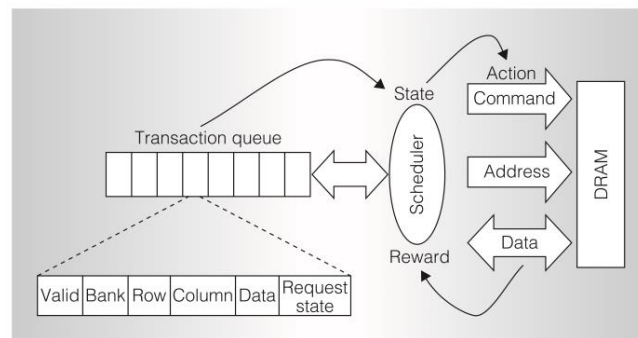 Transaction queue
State
Scheduler
Reward
Action
Command
Address
Data
DRAM
Valid
Bank
Row
Column
Data
Request
state